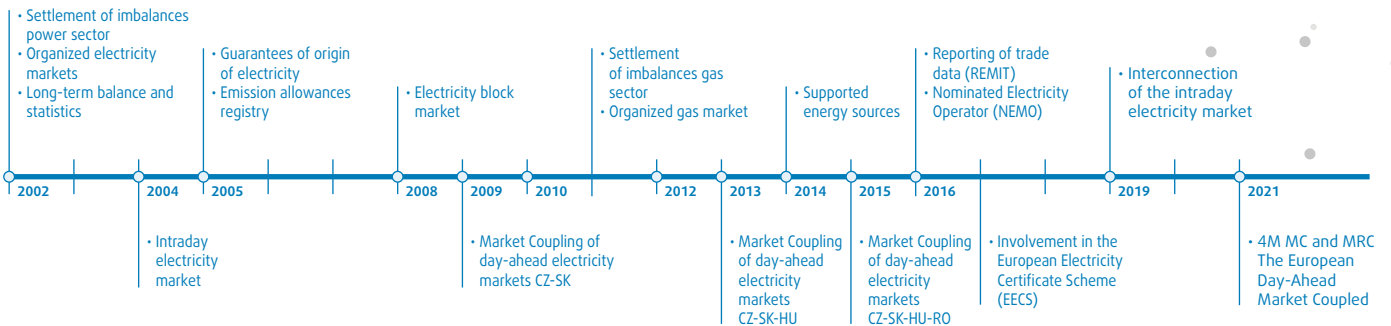 • Settlement of imbalances
power sector
• Organized electricity
markets
• Long-term balance and
statistics
• Guarantees of origin
of electricity
• Emission allowances
registry
• Electricity block
market
• Settlement
of imbalances gas
sector
• Organized gas market
• Supported
energy sources
• Reporting of trade
data (REMIT)
• Nominated Electricity
Operator (NEMO)
• Interconnection
of the intraday
electricity market
2002 2004 2005 2008 2009 2010 2012 2013 2014 2015 2016 2019 2021
• Intraday
electricity
market
• Market Coupling of
day-ahead electricity
markets CZ-SK
• Market Coupling
of day-ahead
electricity
markets
CZ-SK-HU
• Market Coupling
of day-ahead
electricity
markets
CZ-SK-HU-RO
• Involvement in the
European Electricity
Certificate Scheme
(EECS)
• 4M MC and MRC
The European
Day-Ahead
Market Coupled